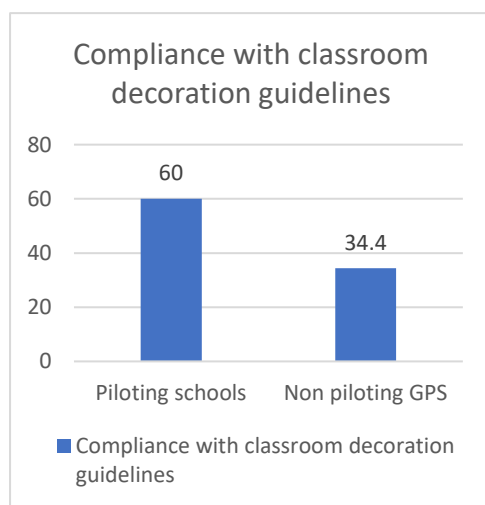 Compliance with classroom
decoration guidelines
80
60
60
34.4
40
20
0
Piloting schools Non piloting GPS
Compliance with classroom decoration
guidelines